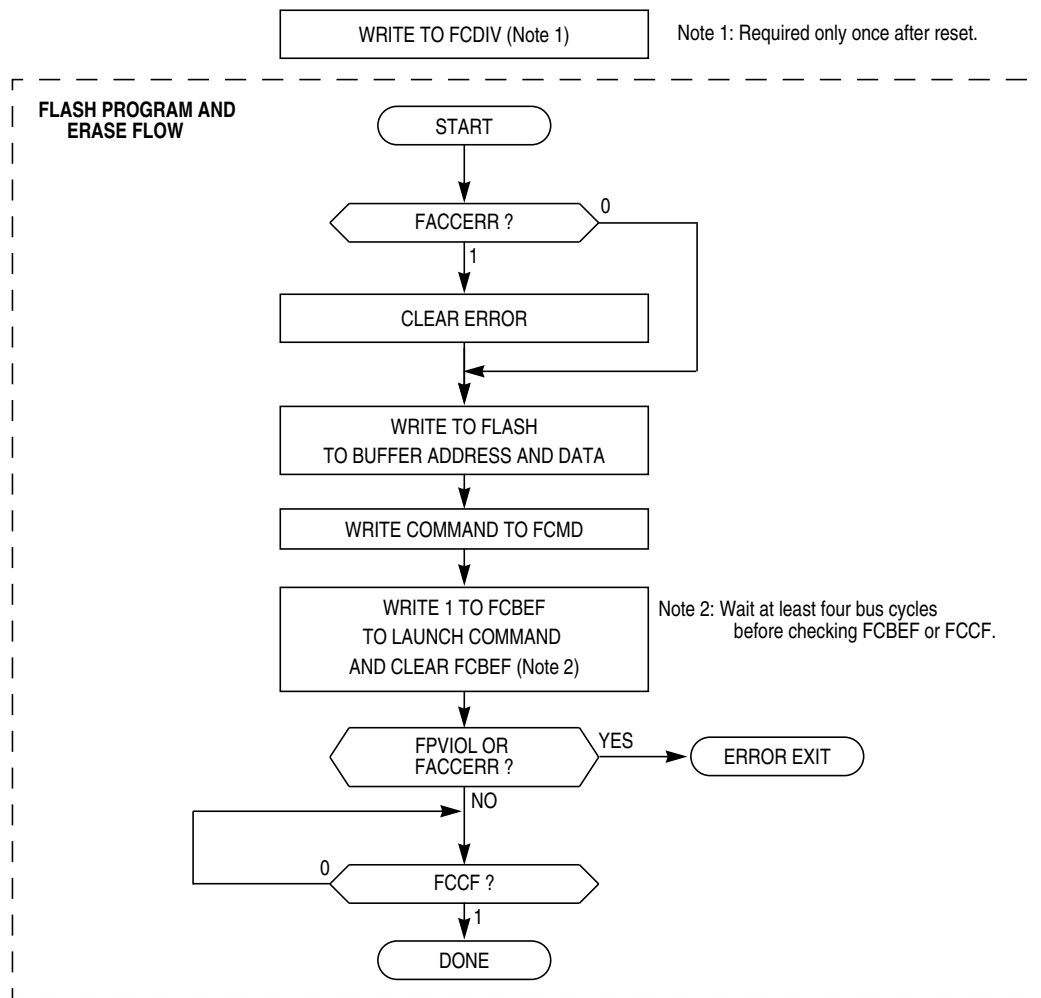 WRITE TO FCDIV (Note 1)
Note 1: Required only once after reset.
FLASH PROGRAM AND
ERASE FLOW
START
FACCERR ?
0
1
CLEAR ERROR
WRITE TO FLASH
TO BUFFER ADDRESS AND DATA
WRITE COMMAND TO FCMD
WRITE 1 TO FCBEF
TO LAUNCH COMMAND
AND CLEAR FCBEF (Note 2)
Note 2: Wait at least four bus cycles
before checking FCBEF or FCCF.
FPVIOL OR
FACCERR ?
YES
ERROR EXIT
NO
0
FCCF ?
1
DONE